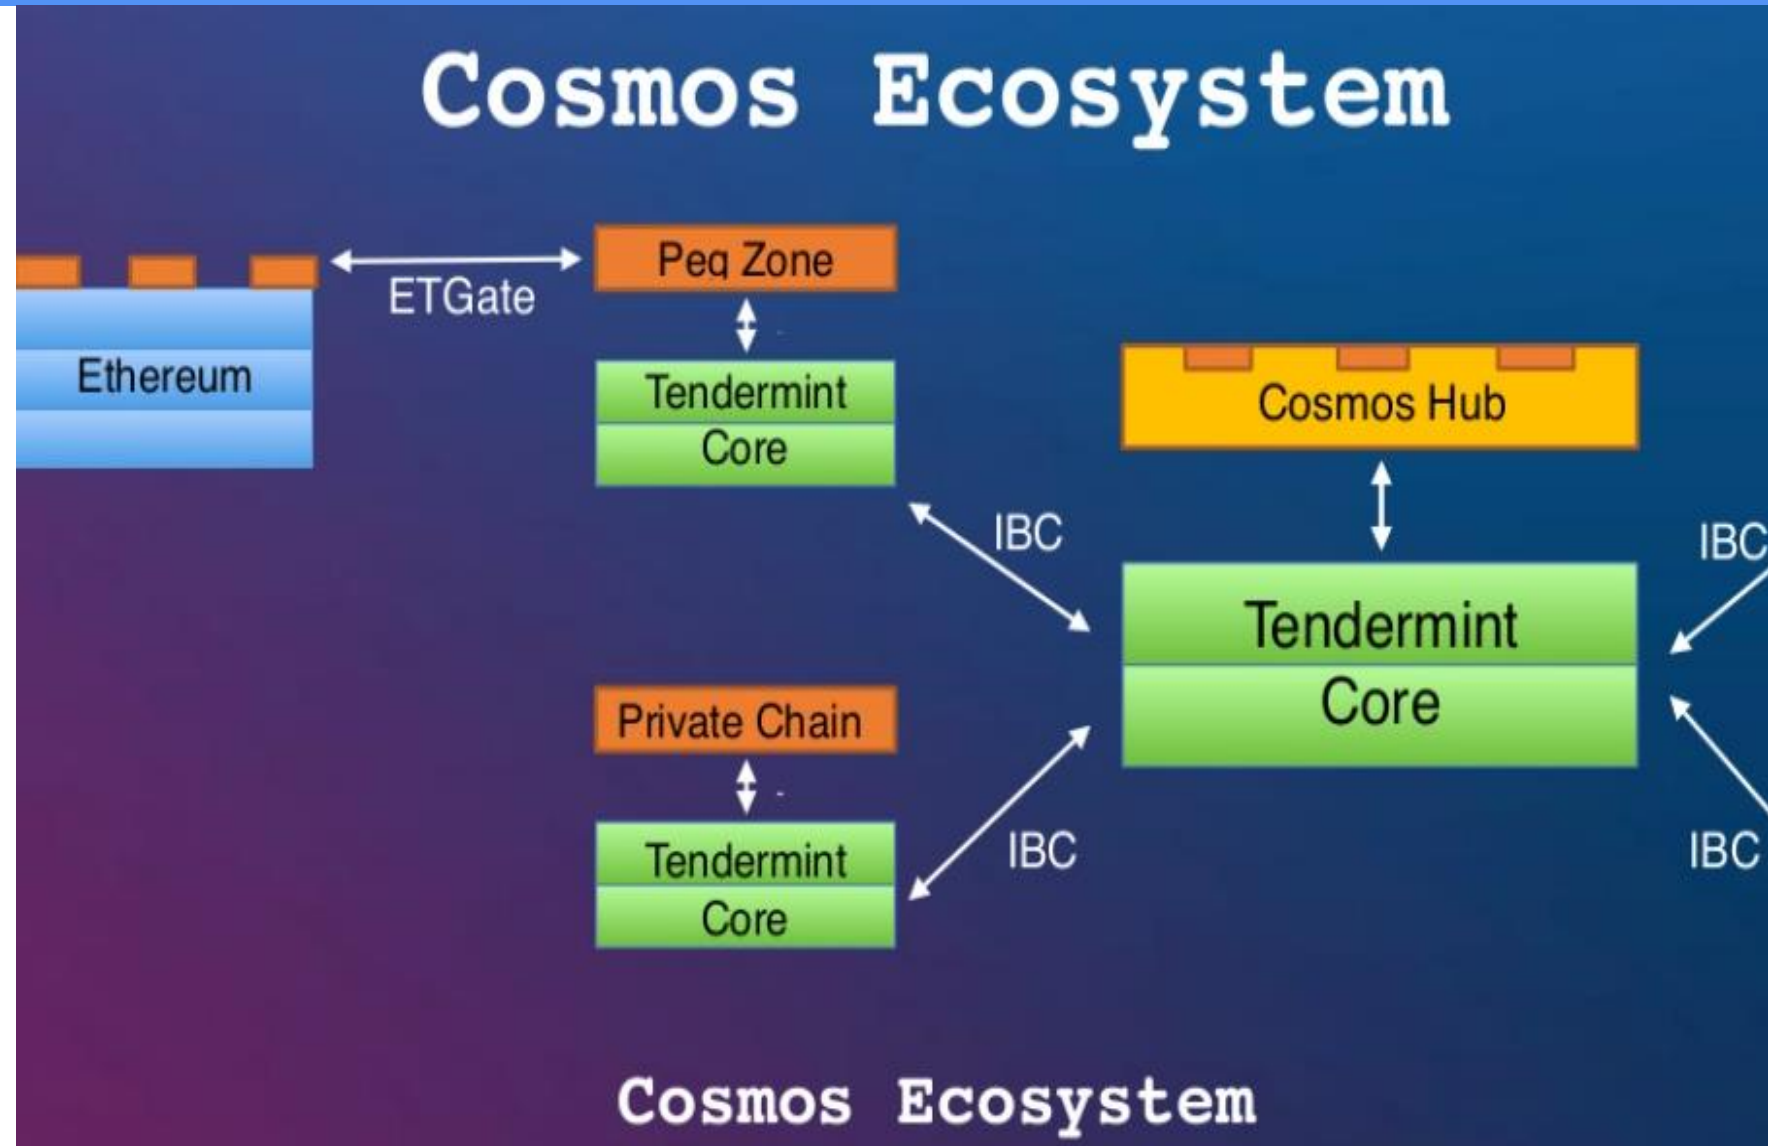 Cosmos Ecosystem
Peg Zone
ETGate
Ethereum
Tendermint
Core
Cosmos Hub
IBC
IBC
Tendermint
Core
Private Chain
IBC
IBC
Tendermint
Core
Cosmos Ecosystem